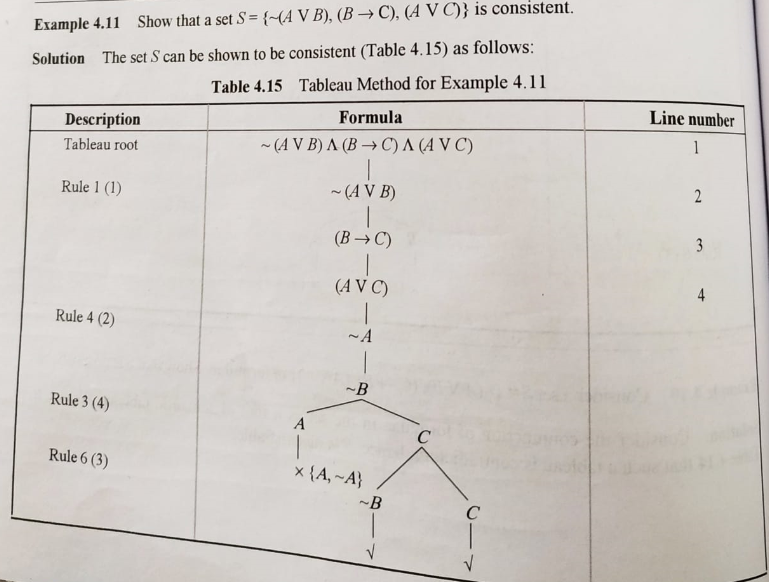 Example 4.11 Show that a set S = {~(A V B), (B → C), (A V C)} is consistent.
Solution The set S can be shown to be consistent (Table 4.15) as follows:
Table 4.15 Tableau Method for Example 4.11
Description Formula Line number
Tableau root ~ (A V B) Λ (B → C) Λ (A V C) 1
Rule 1 (1) ~ (A V B) 2
(B → C) 3
(A V C) 4
Rule 4 (2)
~ A
~B
Rule 3 (4)
A C
Rule 6 (3)
× {A, ~A}
~B C
√ √